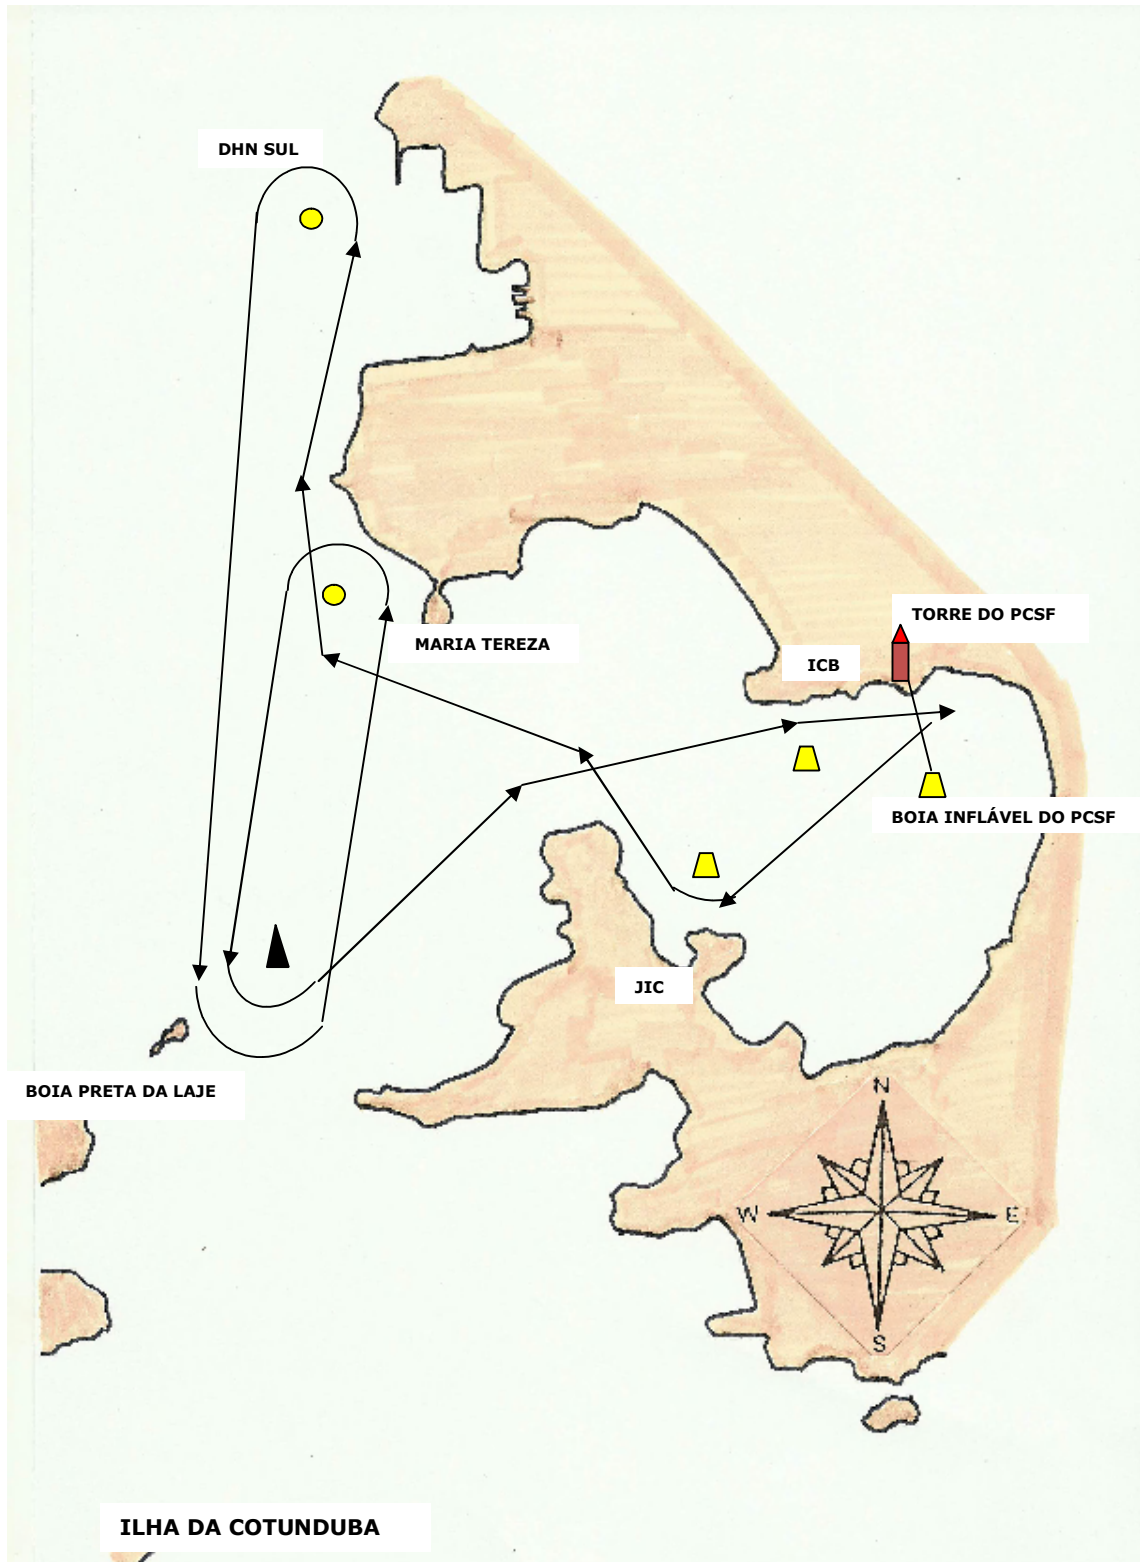 DHN SUL
TORRE DO PCSF
MARIA TEREZA
ICB
BOIA INFLÁVEL DO PCSF
JIC
BOIA PRETA DA LAJE
N
W
E
S
ILHA DA COTUNDUBA